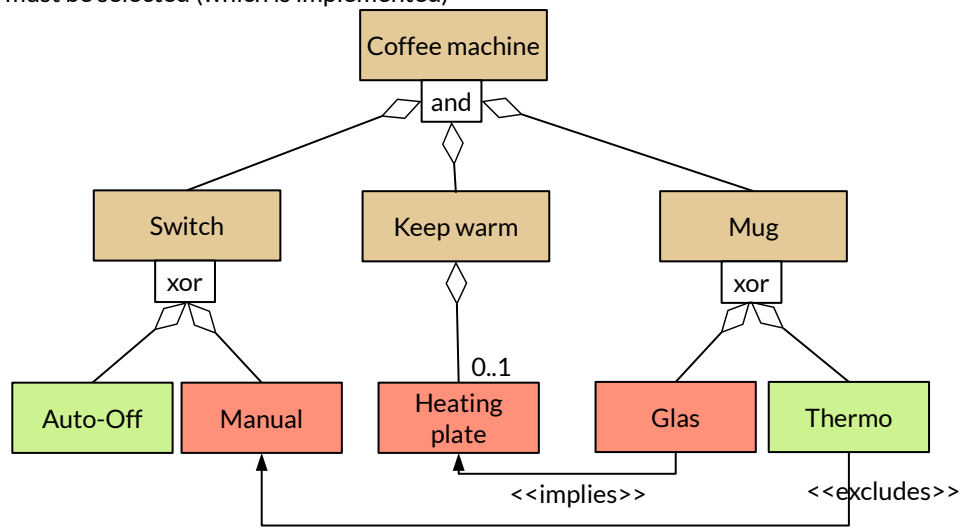 must be selected (which is implemented)
Coffee machine
and
Switch
Keep warm
Mug
xor
xor
0..1
Auto-Off
Manual
Heating
plate
Glas
Thermo
<<implies>>
<<excludes>>